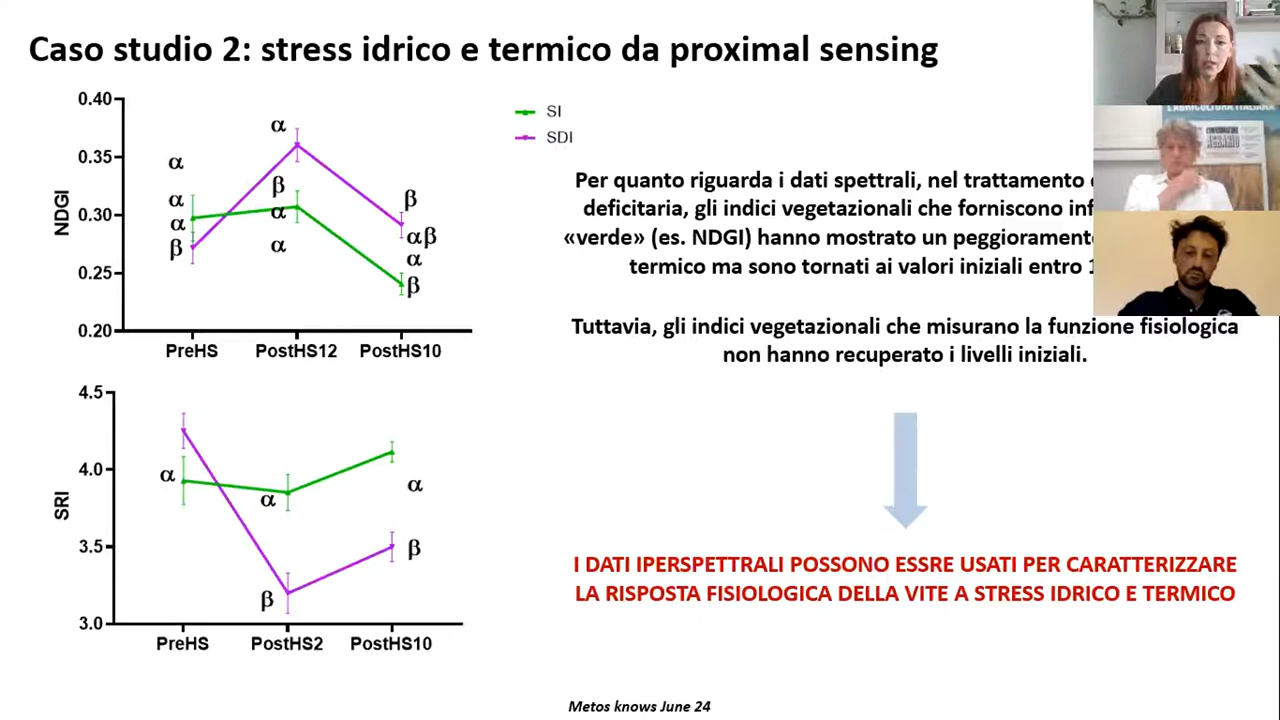 Caso studio 2: stress idrico e termico da proximal sensing
0.40
0.35
0.30
0.25
0.20
NDGI
α
α
α
β
α
β
α
α
β
αβ
α
β
PreHS
PostHS12
PostHS10
SI
SDI
4.5
4.0
3.5
3.0
SRI
α
α
β
α
β
PreHS
PostHS2
PostHS10
Per quanto riguarda i dati spettrali, nel trattamento
deficitaria, gli indici vegetazionali che forniscono
«verde» (es. NDGI) hanno mostrato un peggioramento
termico ma sono tornati ai valori iniziali entro
Tuttavia, gli indici vegetazionali che misurano la funzione fisiologica
non hanno recuperato i livelli iniziali.
I DATI IPERSPETTRALI POSSONO ESSRE USATI PER CARATTERIZZARE
LA RISPOSTA FISIOLOGICA DELLA VITE A STRESS IDRICO E TERMICO
Metos knows June 24
L'AGRICOLTURA ITALIANA
L'INFORMATORE
AGRARIO